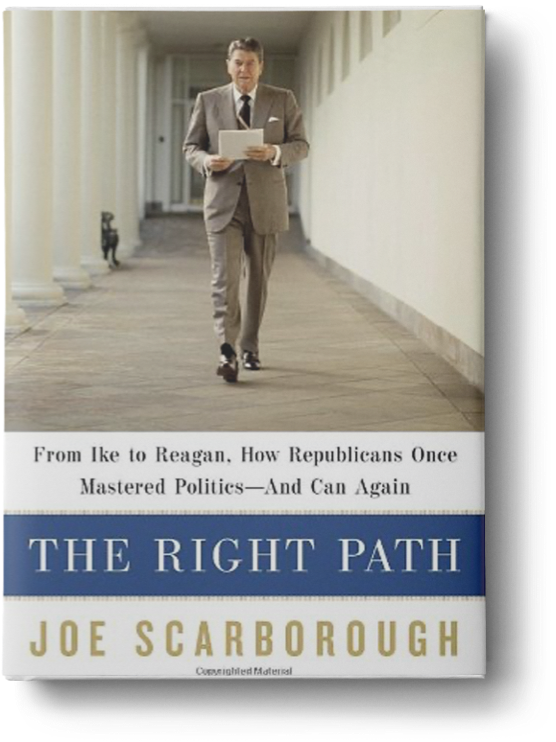 From Ike to Reagan, How Republicans Once
Mastered Politics—And Can Again
THE RIGHT PATH
JOE SCARBOROUGH
Copyrighted Material